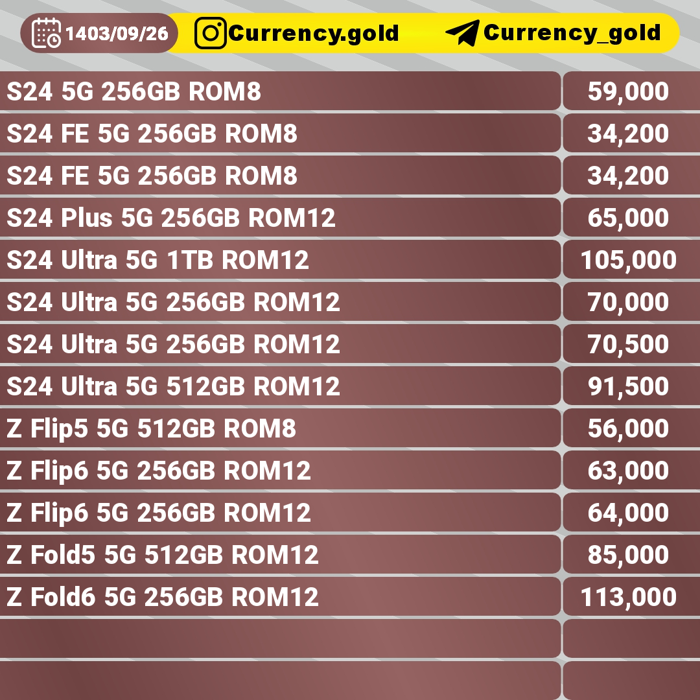 1403/09/26 Currency.gold Currency_gold
S24 5G 256GB ROM8 59,000
S24 FE 5G 256GB ROM8 34,200
S24 FE 5G 256GB ROM8 34,200
S24 Plus 5G 256GB ROM12 65,000
S24 Ultra 5G 1TB ROM12 105,000
S24 Ultra 5G 256GB ROM12 70,000
S24 Ultra 5G 256GB ROM12 70,500
S24 Ultra 5G 512GB ROM12 91,500
Z Flip5 5G 512GB ROM8 56,000
Z Flip6 5G 256GB ROM12 63,000
Z Flip6 5G 256GB ROM12 64,000
Z Fold5 5G 512GB ROM12 85,000
Z Fold6 5G 256GB ROM12 113,000